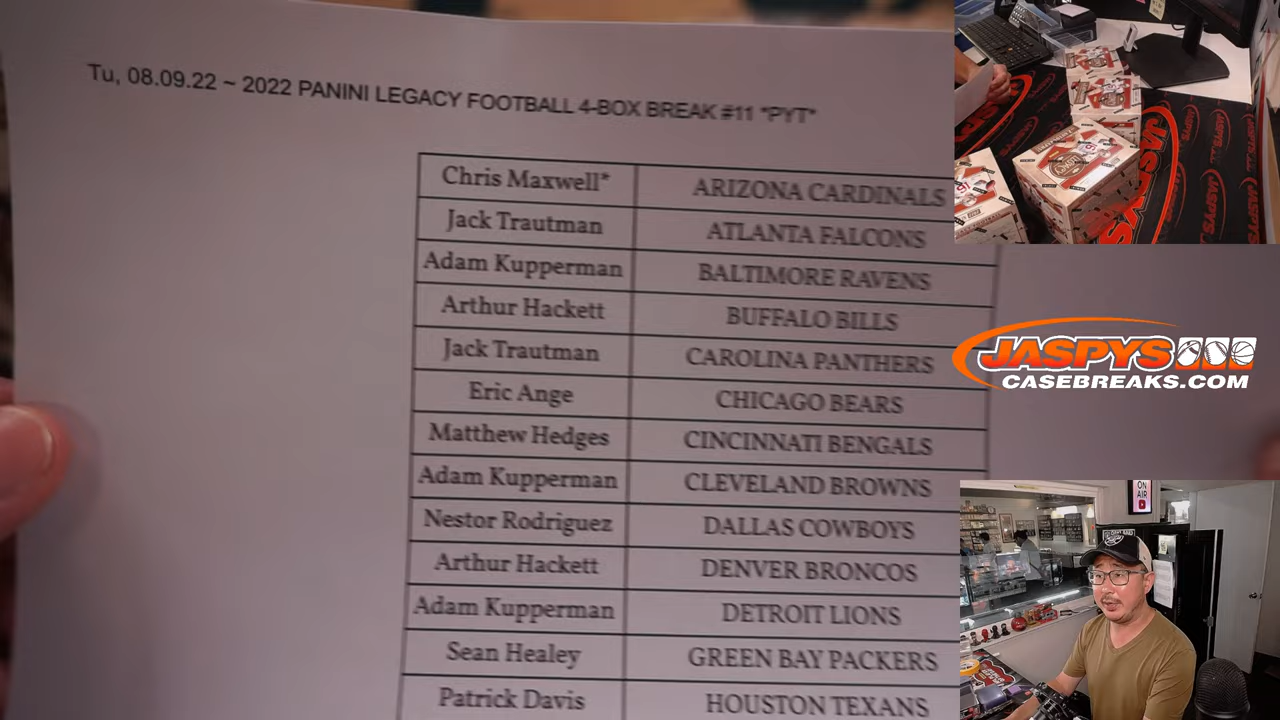 Tu, 08.09.22 ~ 2022 PANINI LEGACY FOOTBALL 4-BOX BREAK #11 *PYT*
Chris Maxwell* ARIZONA CARDINALS
Jack Trautman ATLANTA FALCONS
Adam Kupperman BALTIMORE RAVENS
Arthur Hackett BUFFALO BILLS
Jack Trautman CAROLINA PANTHERS
Eric Ange CHICAGO BEARS
Matthew Hedges CINCINNATI BENGALS
Adam Kupperman CLEVELAND BROWNS
Nestor Rodriguez DALLAS COWBOYS
Arthur Hackett DENVER BRONCOS
Adam Kupperman DETROIT LIONS
Sean Healey GREEN BAY PACKERS
Patrick Davis HOUSTON TEXANS
JASPYS
CASEBREAKS.COM
ON
AIR
JASPYS